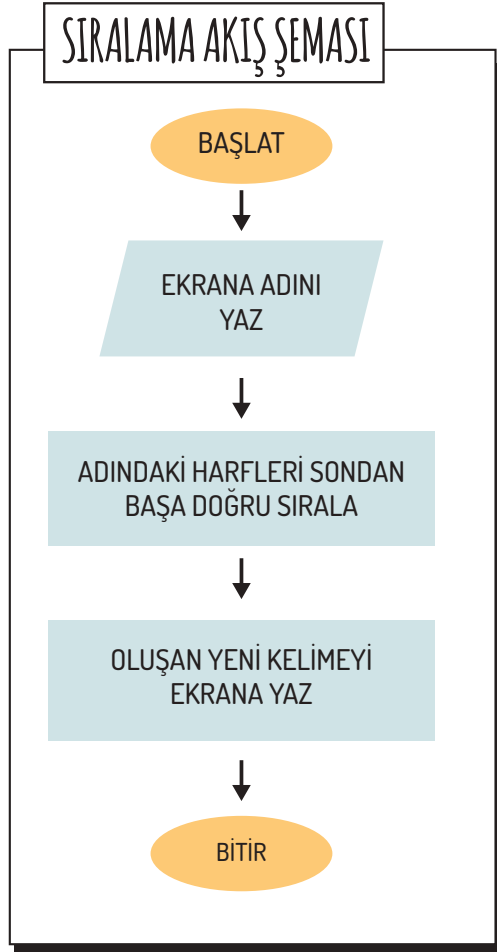 SIRALAMA AKIŞ ŞEMASI
BAŞLAT
EKRANA ADINI
YAZ
ADINDAKİ HARFLERİ SONDAN
BAŞA DOĞRU SIRALA
OLUŞAN YENİ KELİMEYİ
EKRANA YAZ
BİTİR